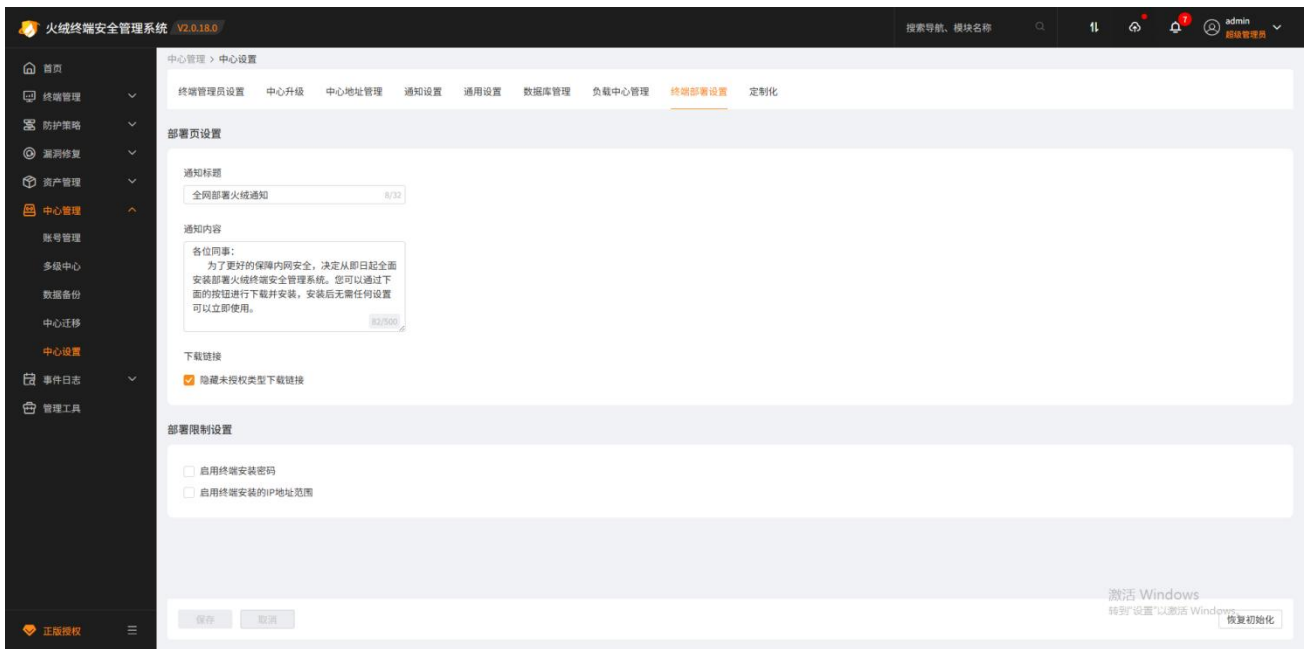 火绒终端安全管理系统 V2.0.18.0
搜索导航、模块名称
7
admin
超级管理员
首页
终端管理
防护策略
漏洞修复
资产管理
中心管理
账号管理
多级中心
数据备份
中心迁移
中心设置
事件日志
管理工具
正版授权
中心管理 > 中心设置
终端管理员设置 中心升级 中心地址管理 通知设置 通用设置 数据库管理 负载中心管理 终端部署设置 定制化
部署页设置
通知标题
全网部署火绒通知 8/32
通知内容
各位同事：
为了更好的保障内网安全，决定从即日起全面
安装部署火绒终端安全管理系统。您可以通过下
面的按钮进行下载并安装，安装后无需任何设置
可以立即使用。
82/500
下载链接
隐藏未授权类型下载链接
部署限制设置
启用终端安装密码
启用终端安装的IP地址范围
激活 Windows
转到"设置"以激活 Windows。
保存 取消 恢复初始化